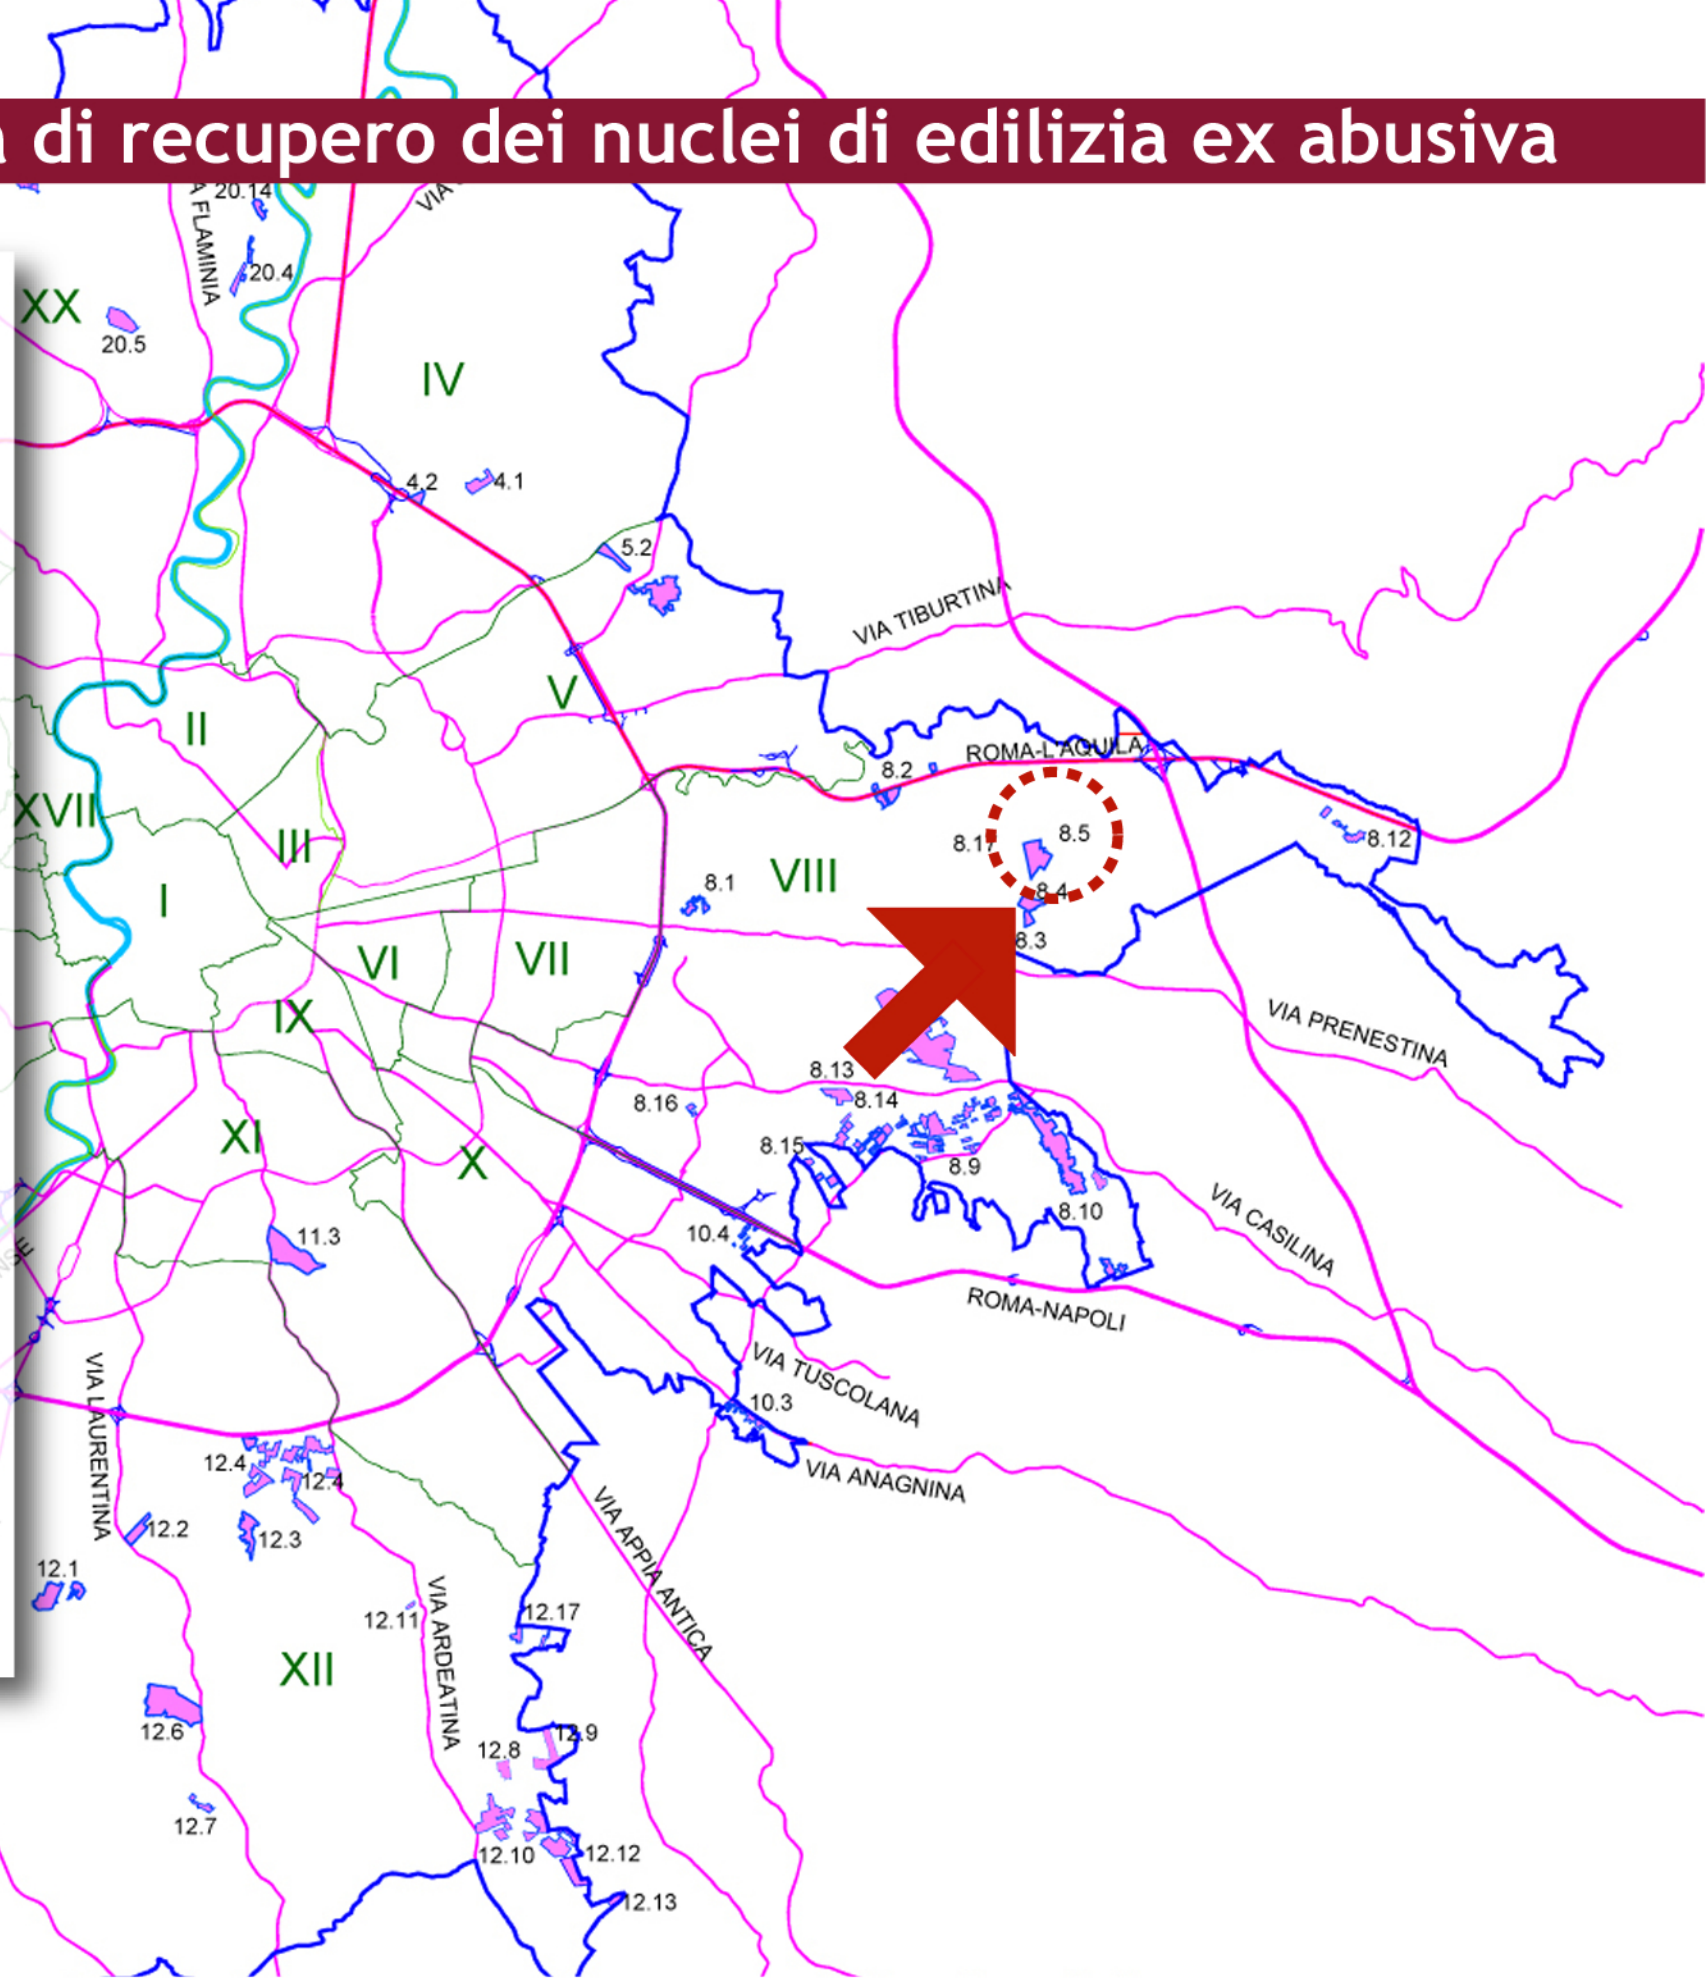 di recupero dei nuclei di edilizia ex abusiva
20.14
VIA
FLAMINIA
20.4
XX
20.5
IV
4.2
4.1
5.2
VIA TIBURTINA
V
II
ROMA-L'AQUILA
8.2
XVII
III
8.17
8.5
8.12
VIII
8.1
8.4
I
8.3
VI
VII
IX
VIA PRENESTINA
8.13
8.16
8.14
XI
8.15
X
8.9
8.10
VIA CASILINA
11.3
10.4
ROMA-NAPOLI
VIA TUSCOLANA
VIA LAURENTINA
10.3
12.4
12.4
VIA ANAGNINA
12.2
12.3
VIA APPIA ANTICA
12.1
12.11
VIA ARDEATINA
12.17
XII
12.6
12.9
12.8
12.7
12.10
12.12
12.13